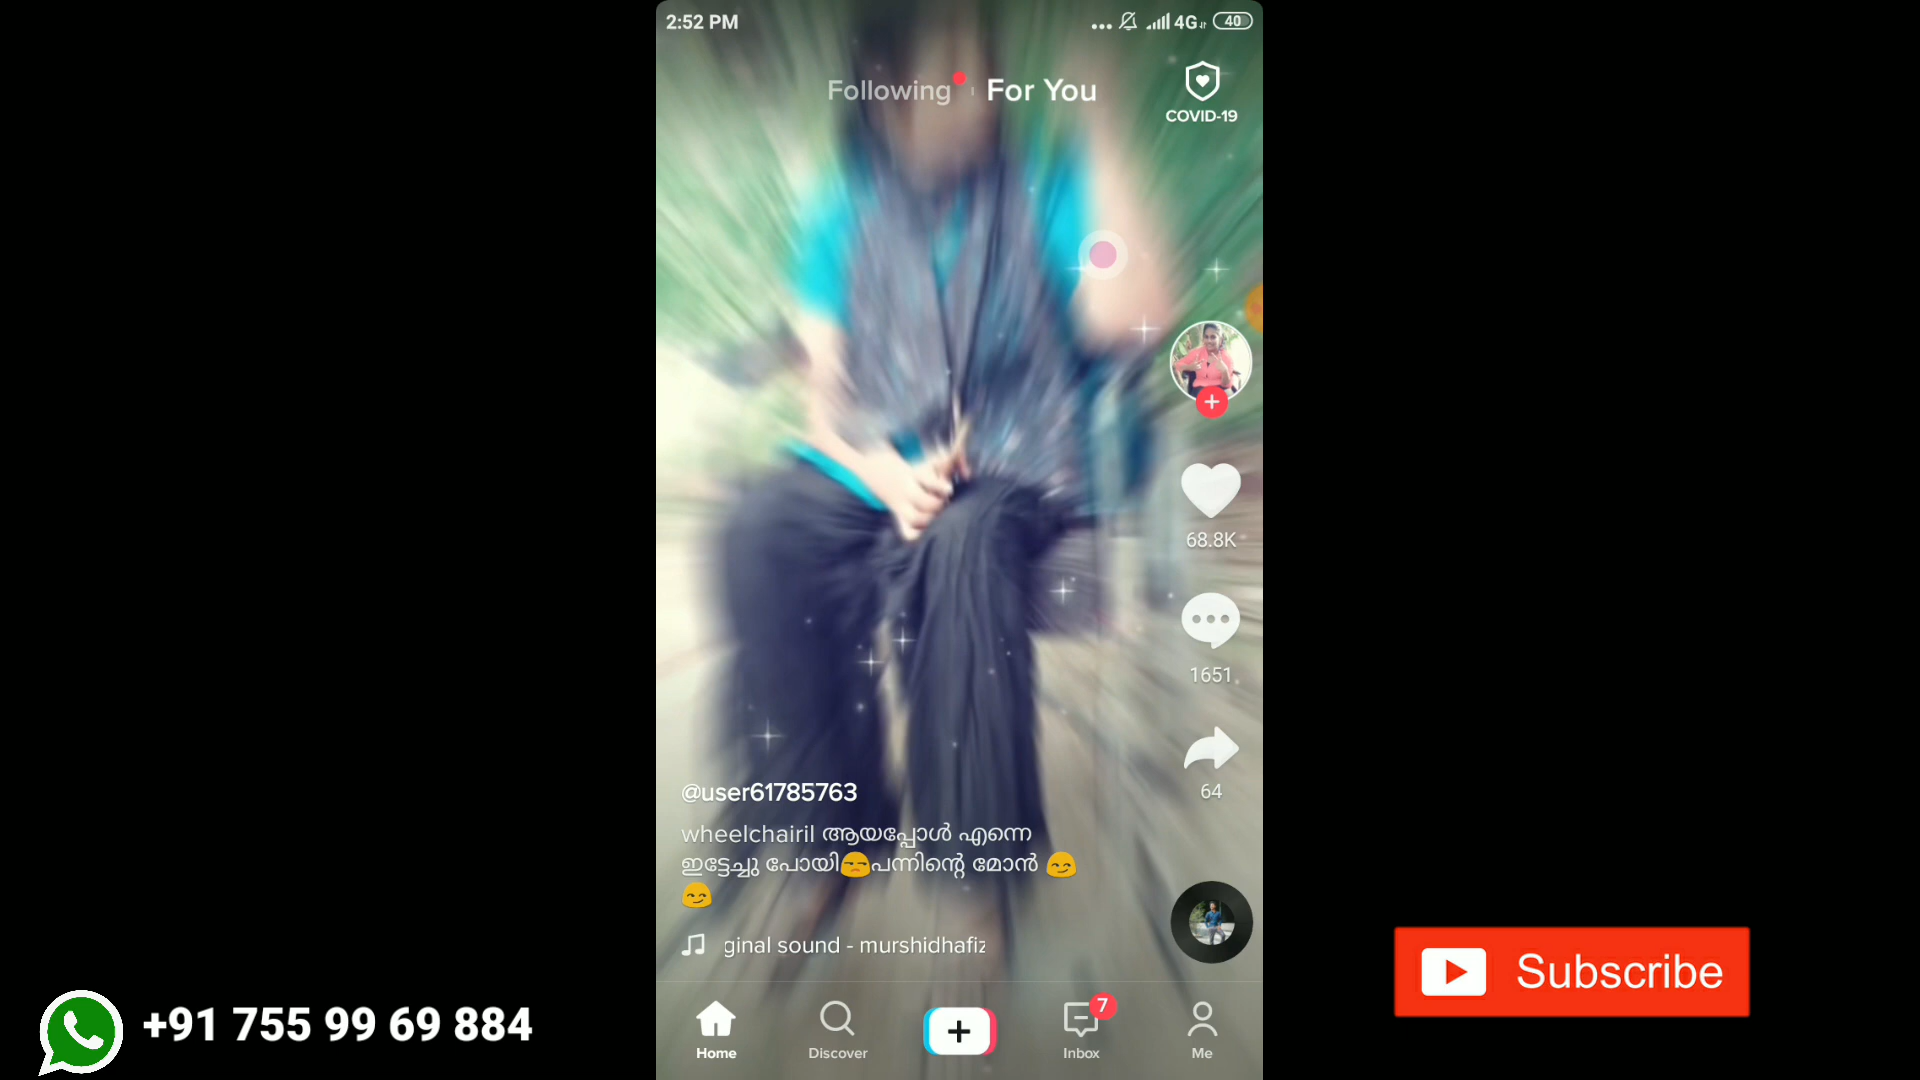 2:52 PM
4G
40
Following
For You
COVID-19
68.8K
1651
64
@user61785763
wheelchairil ആയപ്പോൾ എന്നെ
ഇട്ടേച്ചു പോയി😒പന്നിന്റെ മോൻ 😏
😏
ginal sound - murshidhafiz
Home
Discover
7
Inbox
Me
+91 755 99 69 884
Subscribe